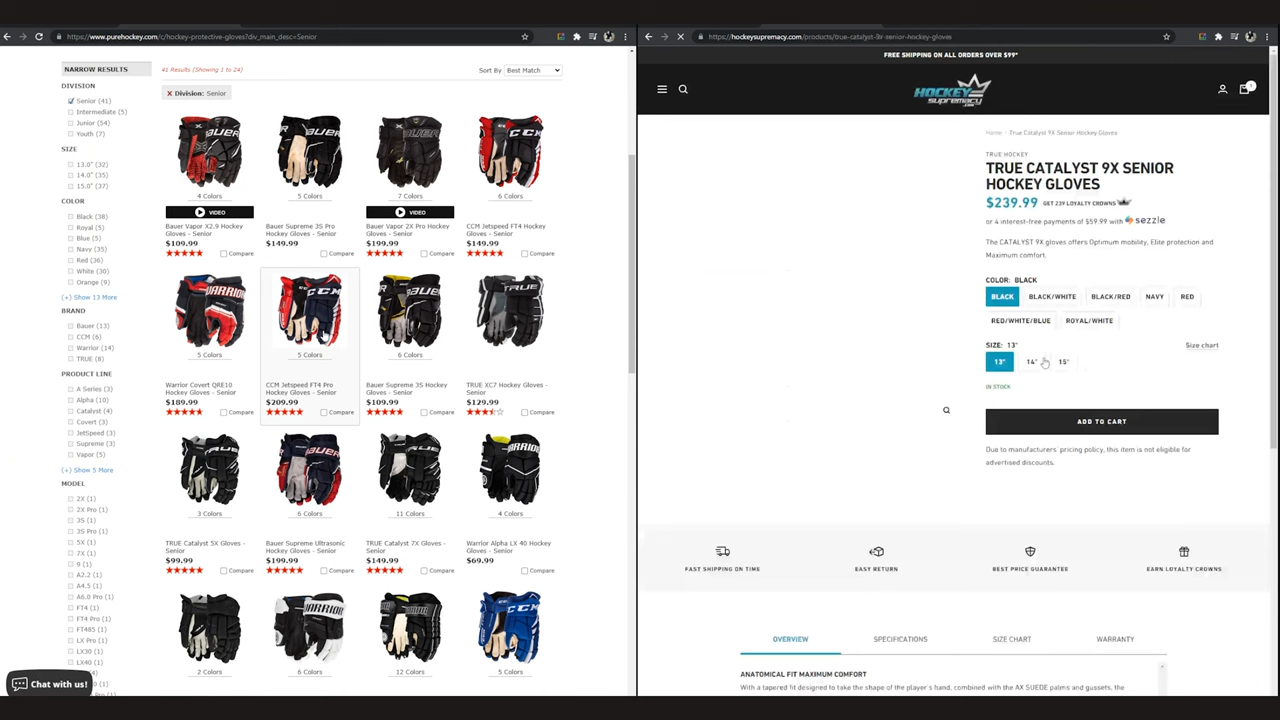 https://www.purehockey.com/c/hockey-protective-gloves?div_main_desc=Senior
NARROW RESULTS
DIVISION
Senior (41)
Intermediate (5)
Junior (54)
Youth (7)
SIZE
13.0" (32)
14.0" (35)
15.0" (37)
COLOR
Black (38)
Royal (5)
Blue (5)
Navy (35)
Red (36)
White (30)
Orange (9)
(+) Show 13 More
BRAND
Bauer (13)
CCM (6)
Warrior (14)
TRUE (8)
PRODUCT LINE
A Series (3)
Alpha (10)
Catalyst (4)
Covert (3)
JetSpeed (3)
Supreme (3)
Vapor (5)
(+) Show 5 More
MODEL
2X (1)
2X Pro (1)
3S (1)
3S Pro (1)
5X (1)
7X (1)
9 (1)
A2.2 (1)
A4.5 (1)
A6.0 Pro (1)
FT4 (1)
FT4 Pro (1)
FT485 (1)
LX Pro (1)
LX30 (1)
LX40 (1)
Chat with us!
41 Results (Showing 1 to 24)
Sort By Best Match
X Division: Senior
4 Colors 5 Colors 7 Colors 6 Colors
VIDEO VIDEO
Bauer Vapor X2.9 Hockey Gloves - Senior
$109.99
Compare
Bauer Supreme 3S Pro Hockey Gloves - Senior
$149.99
Compare
Bauer Vapor 2X Pro Hockey Gloves - Senior
$199.99
Compare
CCM Jetspeed FT4 Hockey Gloves - Senior
$149.99
Compare
5 Colors 5 Colors 6 Colors
Warrior Covert QRE10 Hockey Gloves - Senior
$189.99
Compare
CCM Jetspeed FT4 Pro Hockey Gloves - Senior
$209.99
Compare
Bauer Supreme 3S Hockey Gloves - Senior
$109.99
Compare
TRUE XC7 Hockey Gloves - Senior
$129.99
Compare
3 Colors 6 Colors 11 Colors 4 Colors
TRUE Catalyst 5X Gloves - Senior
$99.99
Compare
Bauer Supreme Ultrasonic Hockey Gloves - Senior
$199.99
Compare
TRUE Catalyst 7X Gloves - Senior
$149.99
Compare
Warrior Alpha LX 40 Hockey Gloves - Senior
$69.99
Compare
2 Colors 6 Colors 12 Colors 5 Colors
https://hockeysupremacy.com/products/true-catalyst-9x-senior-hockey-gloves
FREE SHIPPING ON ALL ORDERS OVER $99*
HOCKEY
SUPREMACY
.COM
1
Home › True Catalyst 9X Senior Hockey Gloves
TRUE HOCKEY
TRUE CATALYST 9X SENIOR
HOCKEY GLOVES
$239.99 GET 239 LOYALTY CROWNS
or 4 interest-free payments of $59.99 with sezzle
The CATALYST 9X gloves offers Optimum mobility, Elite protection and
Maximum comfort.
COLOR: BLACK
BLACK BLACK/WHITE BLACK/RED NAVY RED
RED/WHITE/BLUE ROYAL/WHITE
SIZE: 13" Size chart
13" 14" 15"
IN STOCK
ADD TO CART
Due to manufacturers' pricing policy, this item is not eligible for
advertised discounts.
FAST SHIPPING ON TIME EASY RETURN BEST PRICE GUARANTEE EARN LOYALTY CROWNS
OVERVIEW SPECIFICATIONS SIZE CHART WARRANTY
ANATOMICAL FIT MAXIMUM COMFORT
With a tapered fit designed to take the shape of the player's hand, combined with the AX SUEDE palms and gussets, the